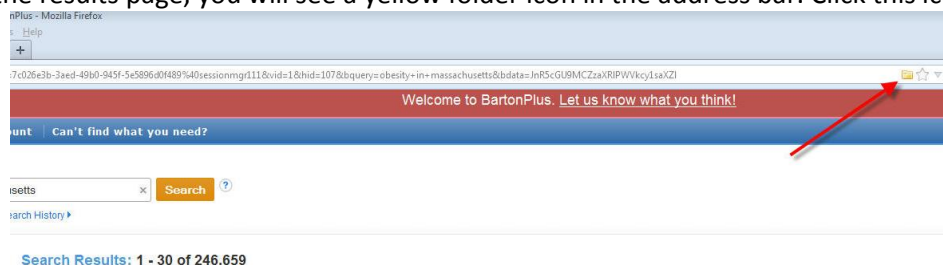 the results page, you will see a yellow folder icon in the address bar. Click this
nPlus - Mozilla Firefox
s Help
+
7c026e3b-3aed-49b0-945f-5e5896d0f489%40sessionmgr111&vid=1&hid=107&bquery=obesity+in+massachusetts&bdata=JnR5cGU9MCZzaXRlPWVkcy1saXZl
Welcome to BartonPlus. Let us know what you think!
ount Can't find what you need?
usetts × Search ?
earch History
Search Results: 1 - 30 of 246,659